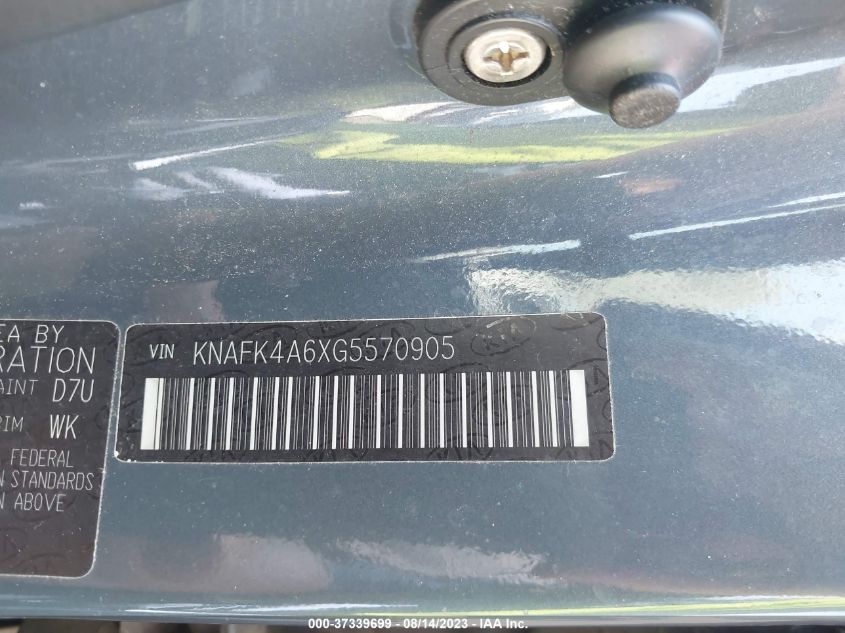 EA BY
RATION
AINT D7U
RIM WK
FEDERAL
N STANDARDS
N ABOVE
VIN KNAFK4A6XG5570905
000-37339699 - 08/14/2023 - IAA Inc.